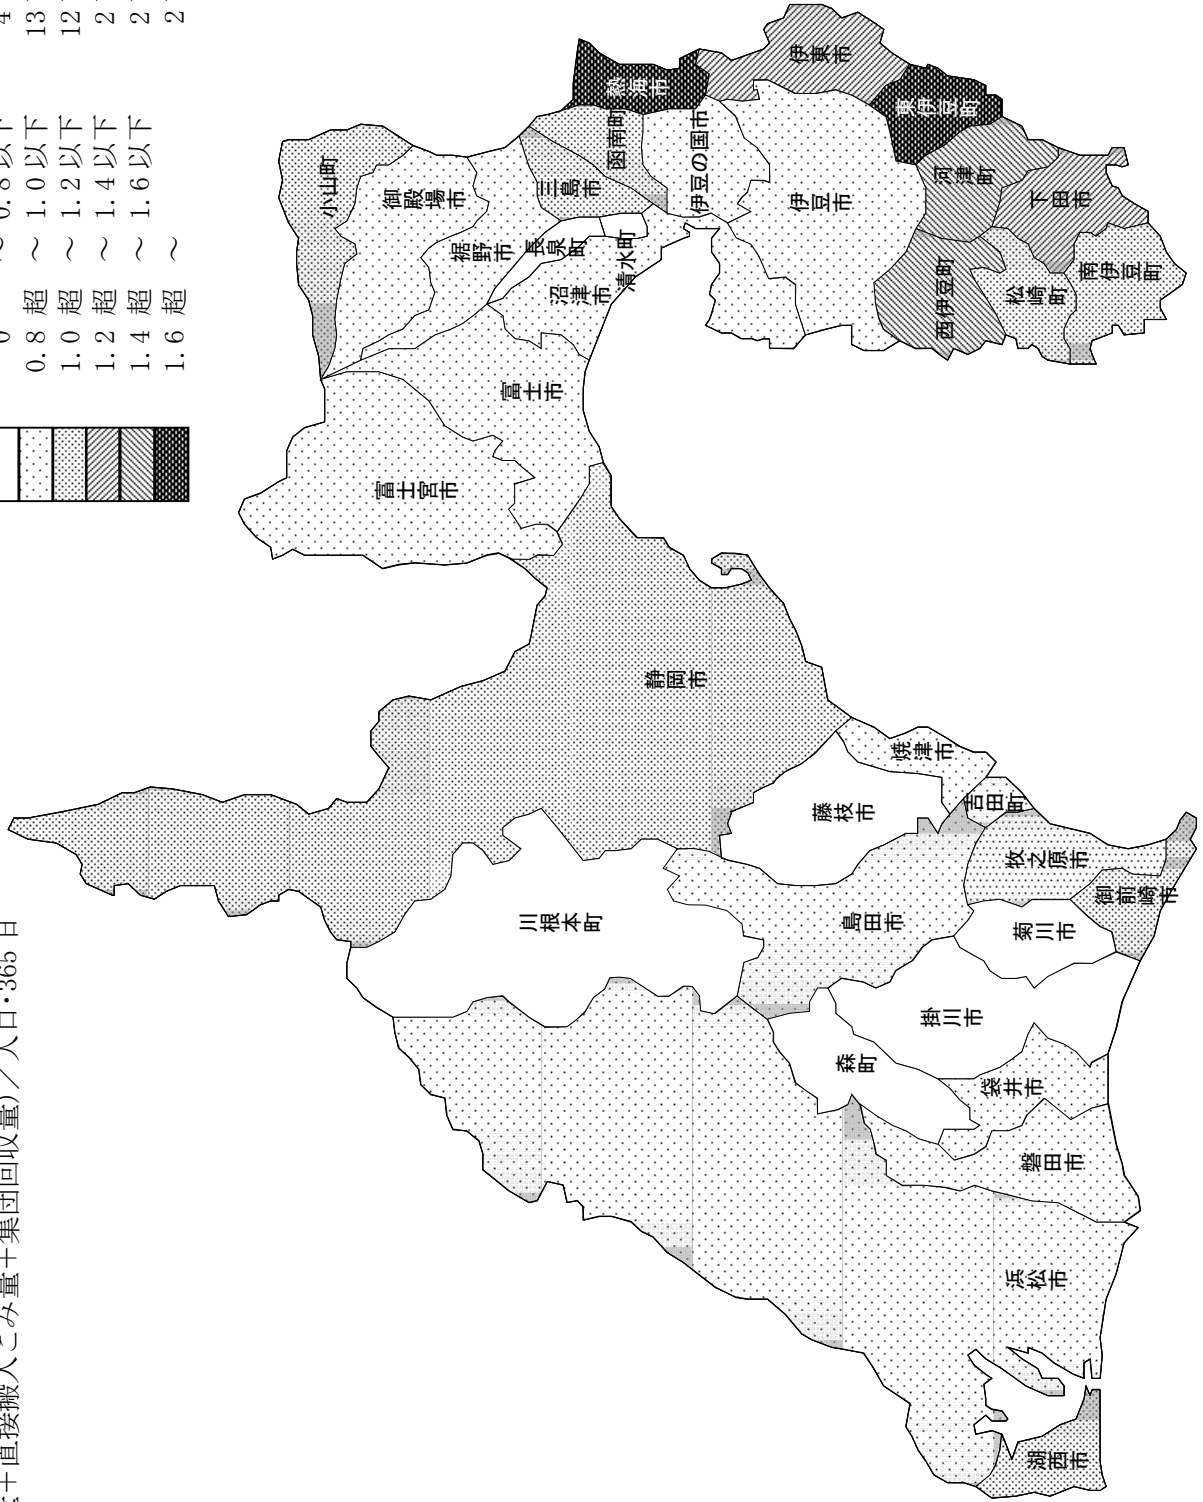 ＋直接搬入ごみ量＋集団回収量）／人口・365日
0 ～ 0.8以下 4
0.8 超 ～ 1.0以下 13
1.0 超 ～ 1.2以下 12
1.2 超 ～ 1.4以下 2
1.4 超 ～ 1.6以下 2
1.6 超 ～ 2
小山町
御殿場市
裾野市
長泉町
三島市
函南町
熱海市
伊東市
清水町
沼津市
伊豆の国市
伊豆市
東伊豆町
河津町
下田市
西伊豆町
松崎町
南伊豆町
富士市
富士宮市
静岡市
焼津市
藤枝市
吉田町
牧之原市
御前崎市
島田市
川根本町
菊川市
掛川市
森町
袋井市
磐田市
浜松市
湖西市